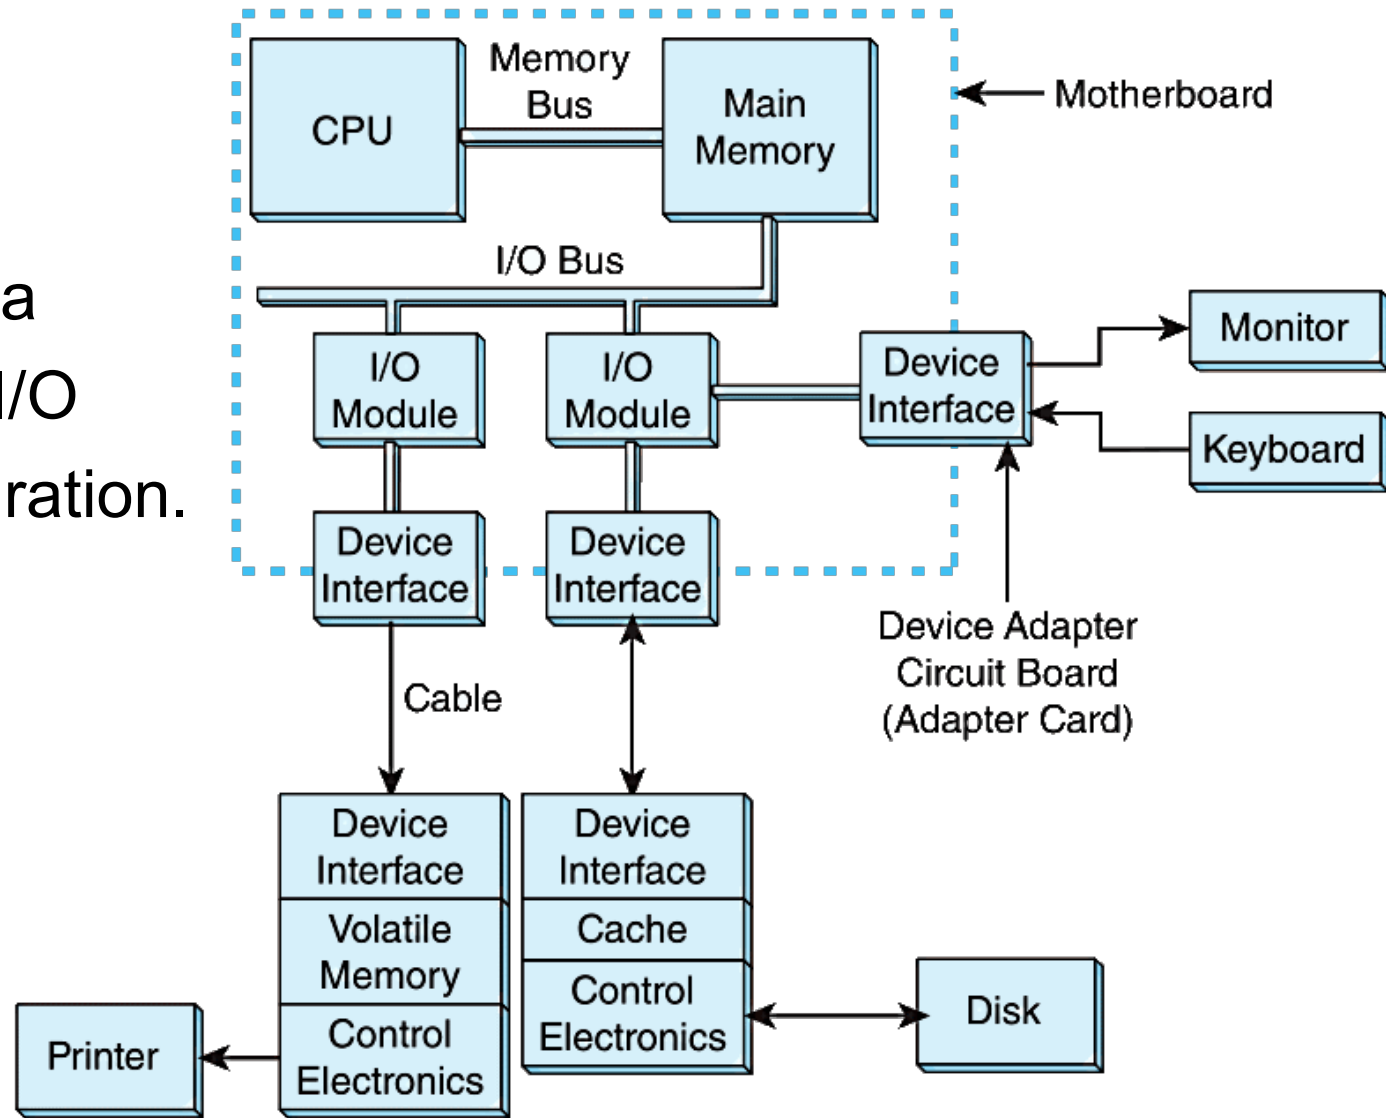 Memory
Bus
CPU
Main
Memory
Motherboard
I/O Bus
a
I/O
ration.
I/O
Module
I/O
Module
Device
Interface
Monitor
Keyboard
Device
Interface
Device
Interface
Device Adapter
Circuit Board
(Adapter Card)
Cable
Device
Interface
Volatile
Memory
Control
Electronics
Device
Interface
Cache
Control
Electronics
Printer
Disk